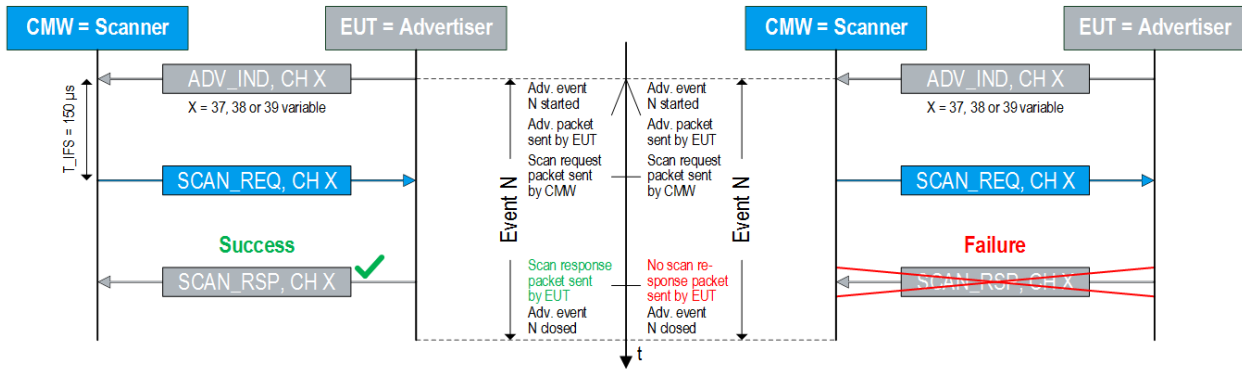 CMW = Scanner
EUT = Advertiser
ADV_IND, CH X
X = 37, 38 or 39 variable
T_IFS = 150 µs
SCAN_REQ, CH X
Success
SCAN_RSP, CH X
Event N
Adv. event
N started
Adv. packet
sent by EUT
Scan request
packet sent
by CMW
Scan response
packet sent
by EUT
Adv. event
N closed
t
Adv. event
N started
Adv. packet
sent by EUT
Scan request
packet sent
by CMW
No scan re-
sponse packet
sent by EUT
Adv. event
N closed
Event N
CMW = Scanner
EUT = Advertiser
ADV_IND, CH X
X = 37, 38 or 39 variable
SCAN_REQ, CH X
Failure
SCAN_RSP, CH X